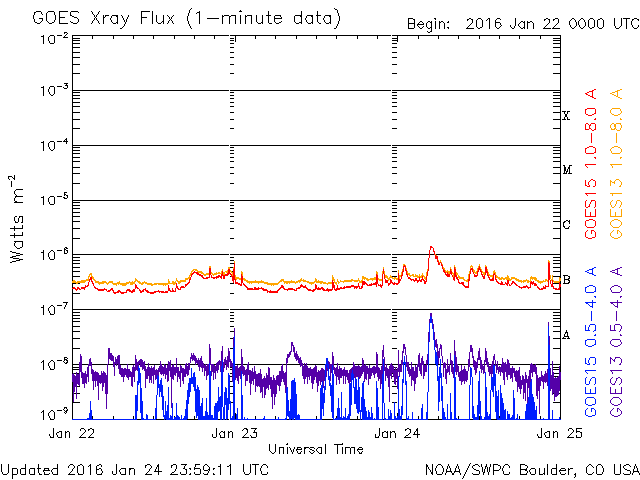 GOES Xray Flux (1-minute data)
Begin: 2016 Jan 22 0000 UTC
10⁻²
10⁻³
10⁻⁴
10⁻⁵
10⁻⁶
10⁻⁷
10⁻⁸
10⁻⁹
Watts m⁻²
X
M
C
B
A
GOES15 1.0-8.0 A
GOES13 1.0-8.0 A
GOES15 0.5-4.0 A
GOES13 0.5-4.0 A
Jan 22
Jan 23
Jan 24
Jan 25
Universal Time
Updated 2016 Jan 24 23:59:11 UTC
NOAA/SWPC Boulder, CO USA